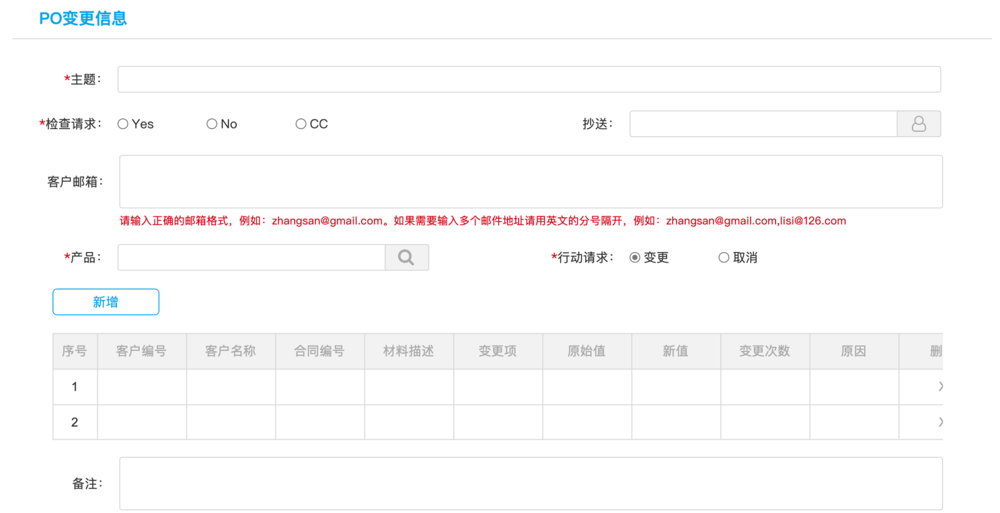 PO变更信息
*主题：
*检查请求： Yes No CC 抄送：
客户邮箱：
请输入正确的邮箱格式，例如：zhangsan@gmail.com。如果需要输入多个邮件地址请用英文的分号隔开，例如：zhangsan@gmail.com,lisi@126.com
*产品： *行动请求： 变更 取消
新增
序号 客户编号 客户名称 合同编号 材料描述 变更项 原始值 新值 变更次数 原因 删
1
2
备注：